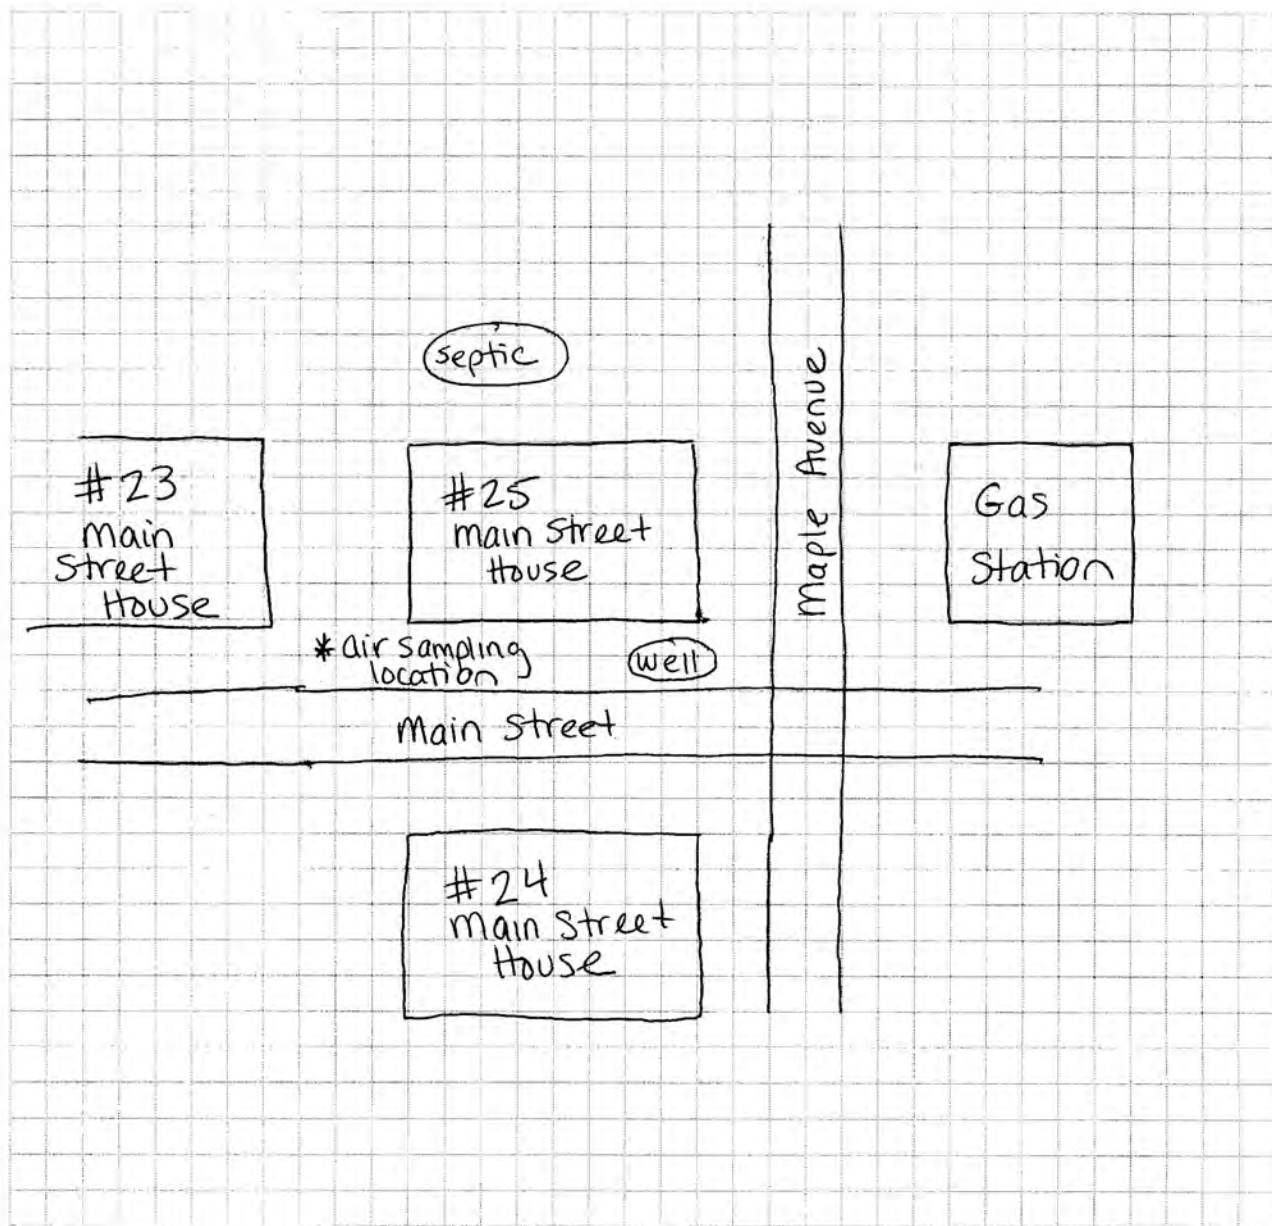 septic
#23
main
Street
House
#25
main Street
House
Maple Avenue
Gas
Station
* air sampling
location
well
Main Street
#24
Main Street
House